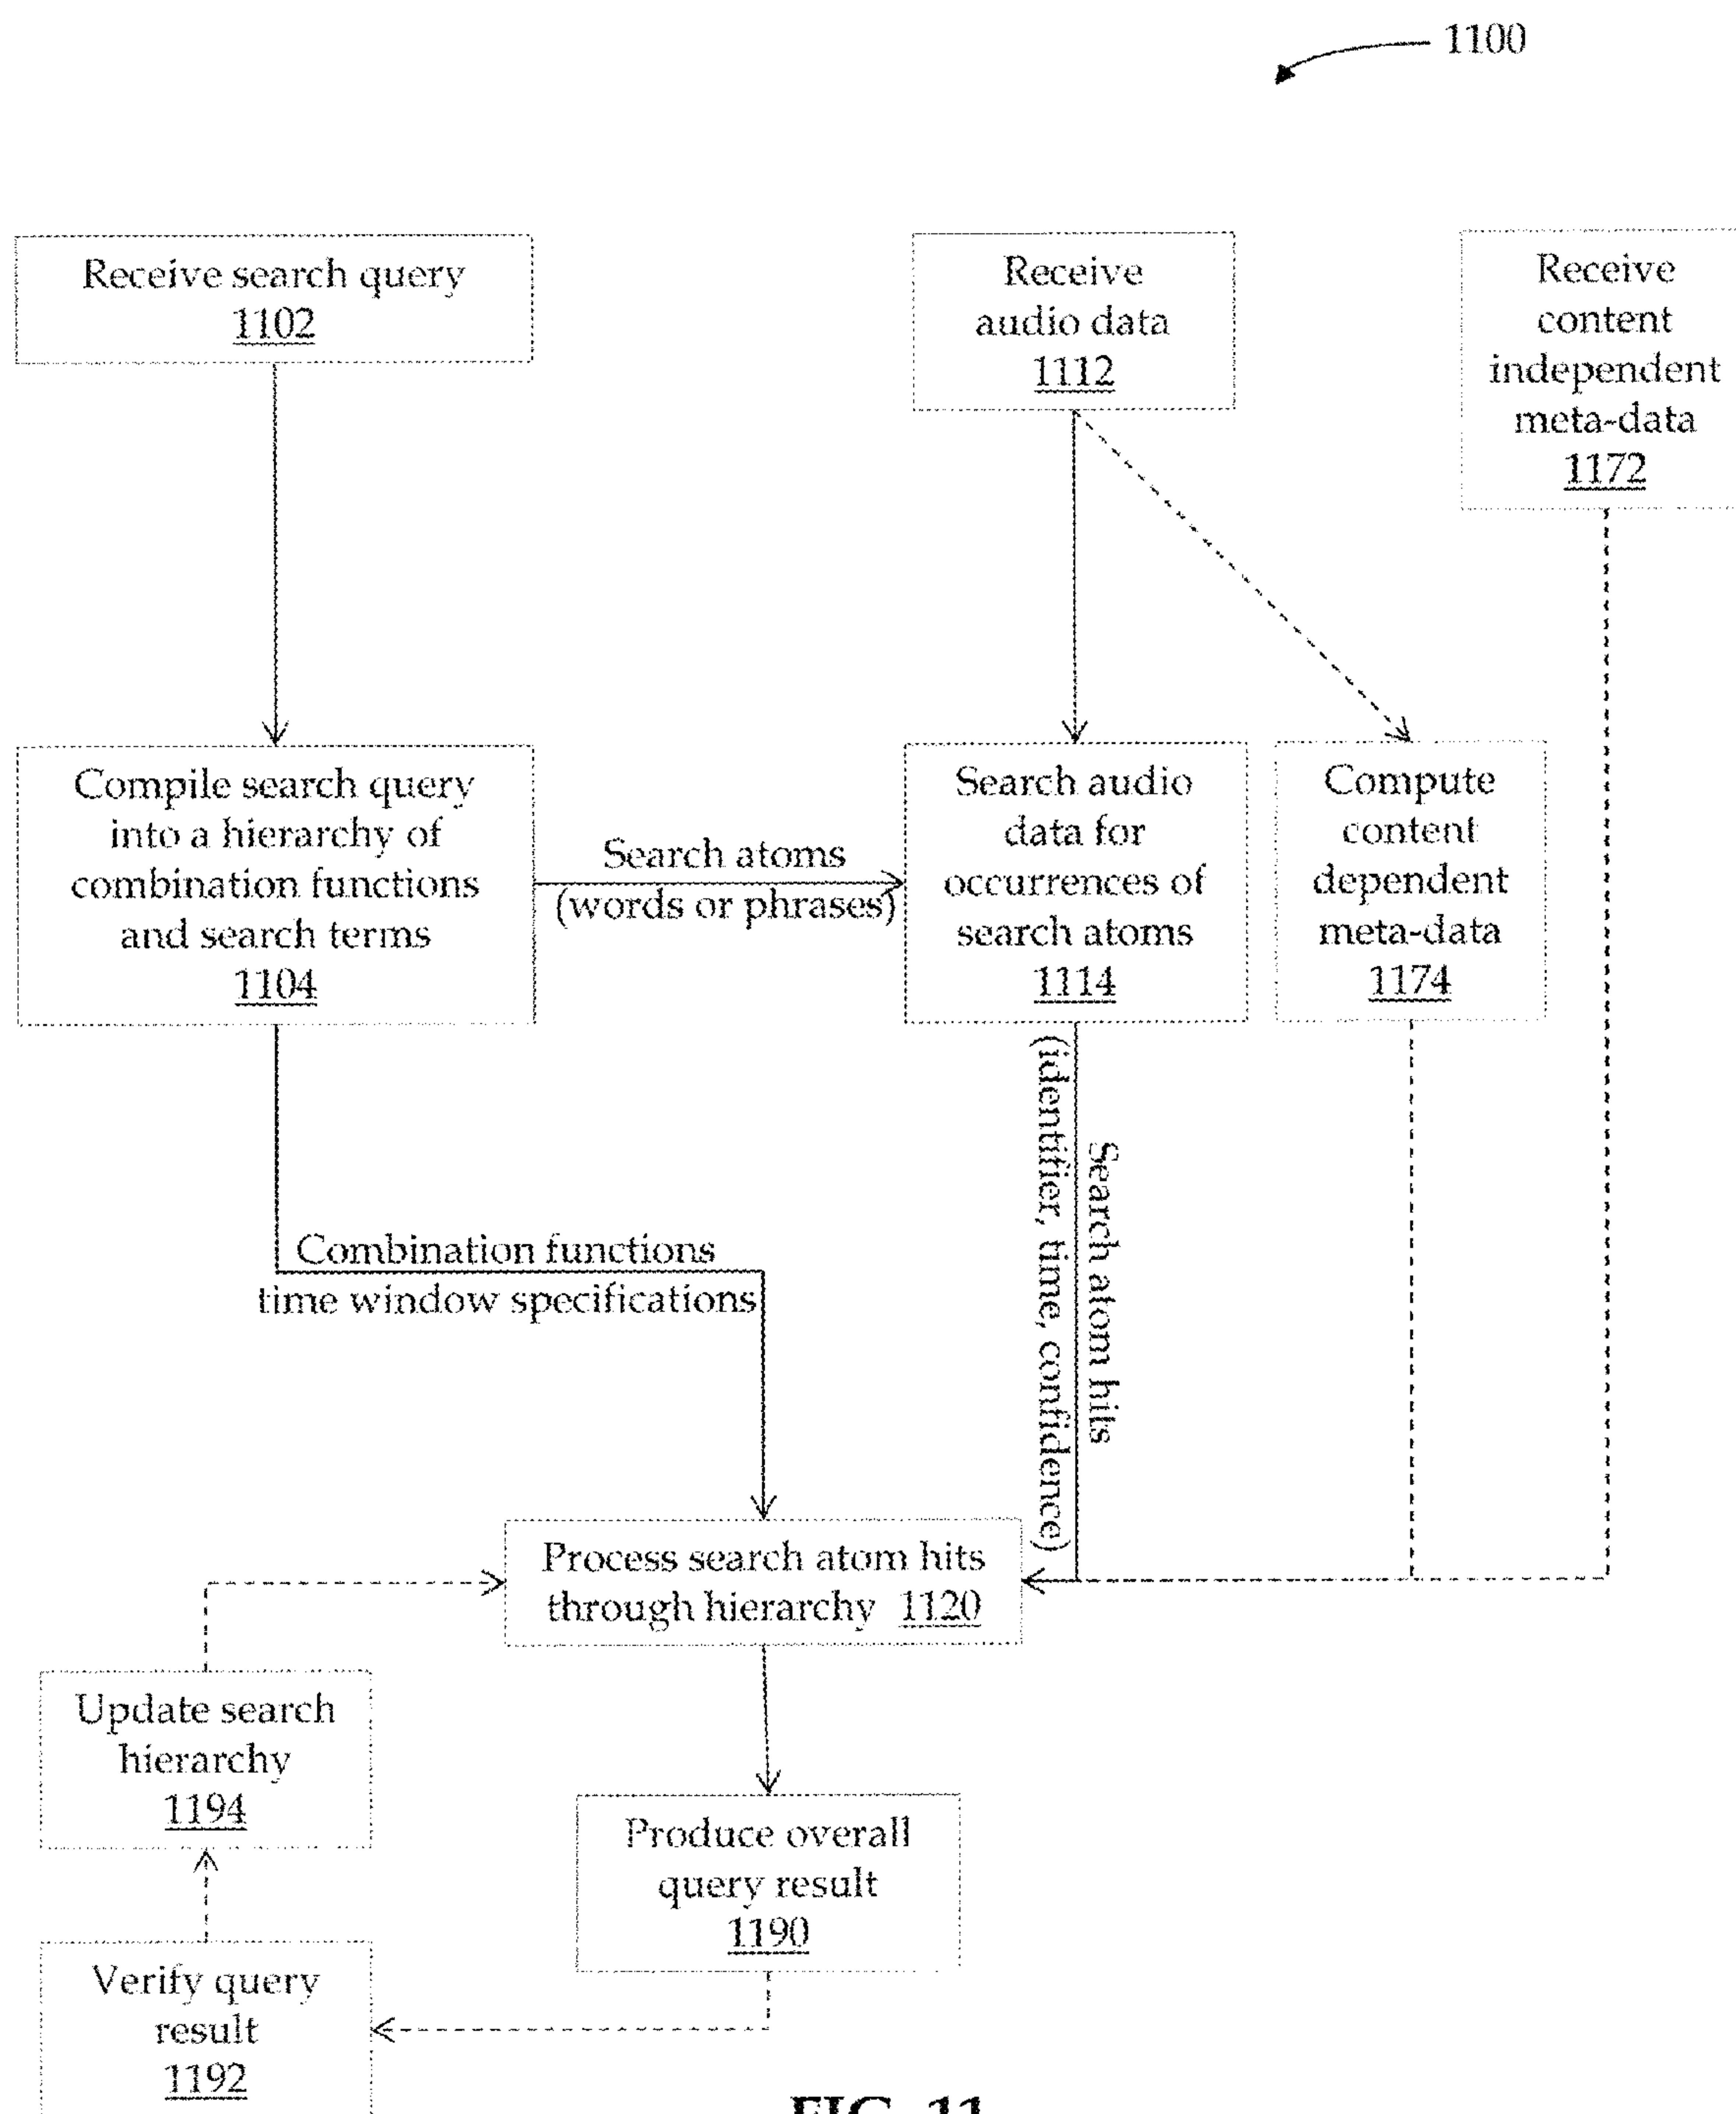 1100
Receive search query
1102
Receive
audio data
1112
Receive
content
independent
meta-data
1172
Compile search query
into a hierarchy of
combination functions
and search terms
1104
Search atoms
(words or phrases)
Search audio
data for
occurrences of
search atoms
1114
Compute
content
dependent
meta-data
1174
Search atom hits
(identifier, time, confidence)
Combination functions
time window specifications
Process search atom hits
through hierarchy 1120
Update search
hierarchy
1194
Produce overall
query result
1190
Verify query
result
1192
FIG. 11